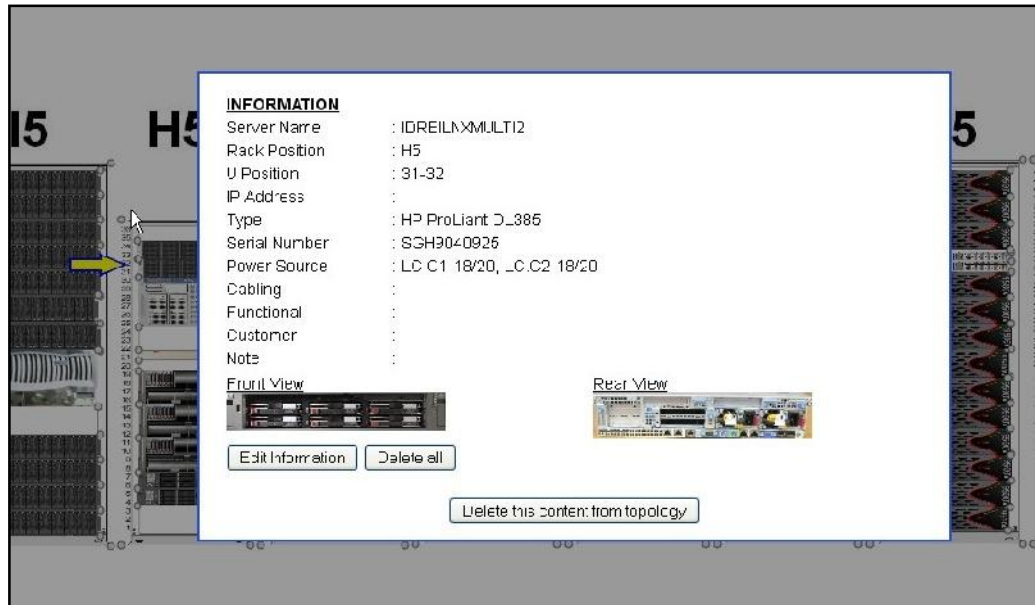 I5
H5
5
INFORMATION
Server Name : IDREILNXMULTI2
Rack Position : H5
U Position : 31-32
IP Address :
Type : HP ProLiant DL385
Serial Number : SGH9040925
Power Source : LC.C1 18/20, LC.C2 18/20
Cabling :
Functional :
Customer :
Note :
Front View Rear View
Edit Information Delete all
Delete this content from topology